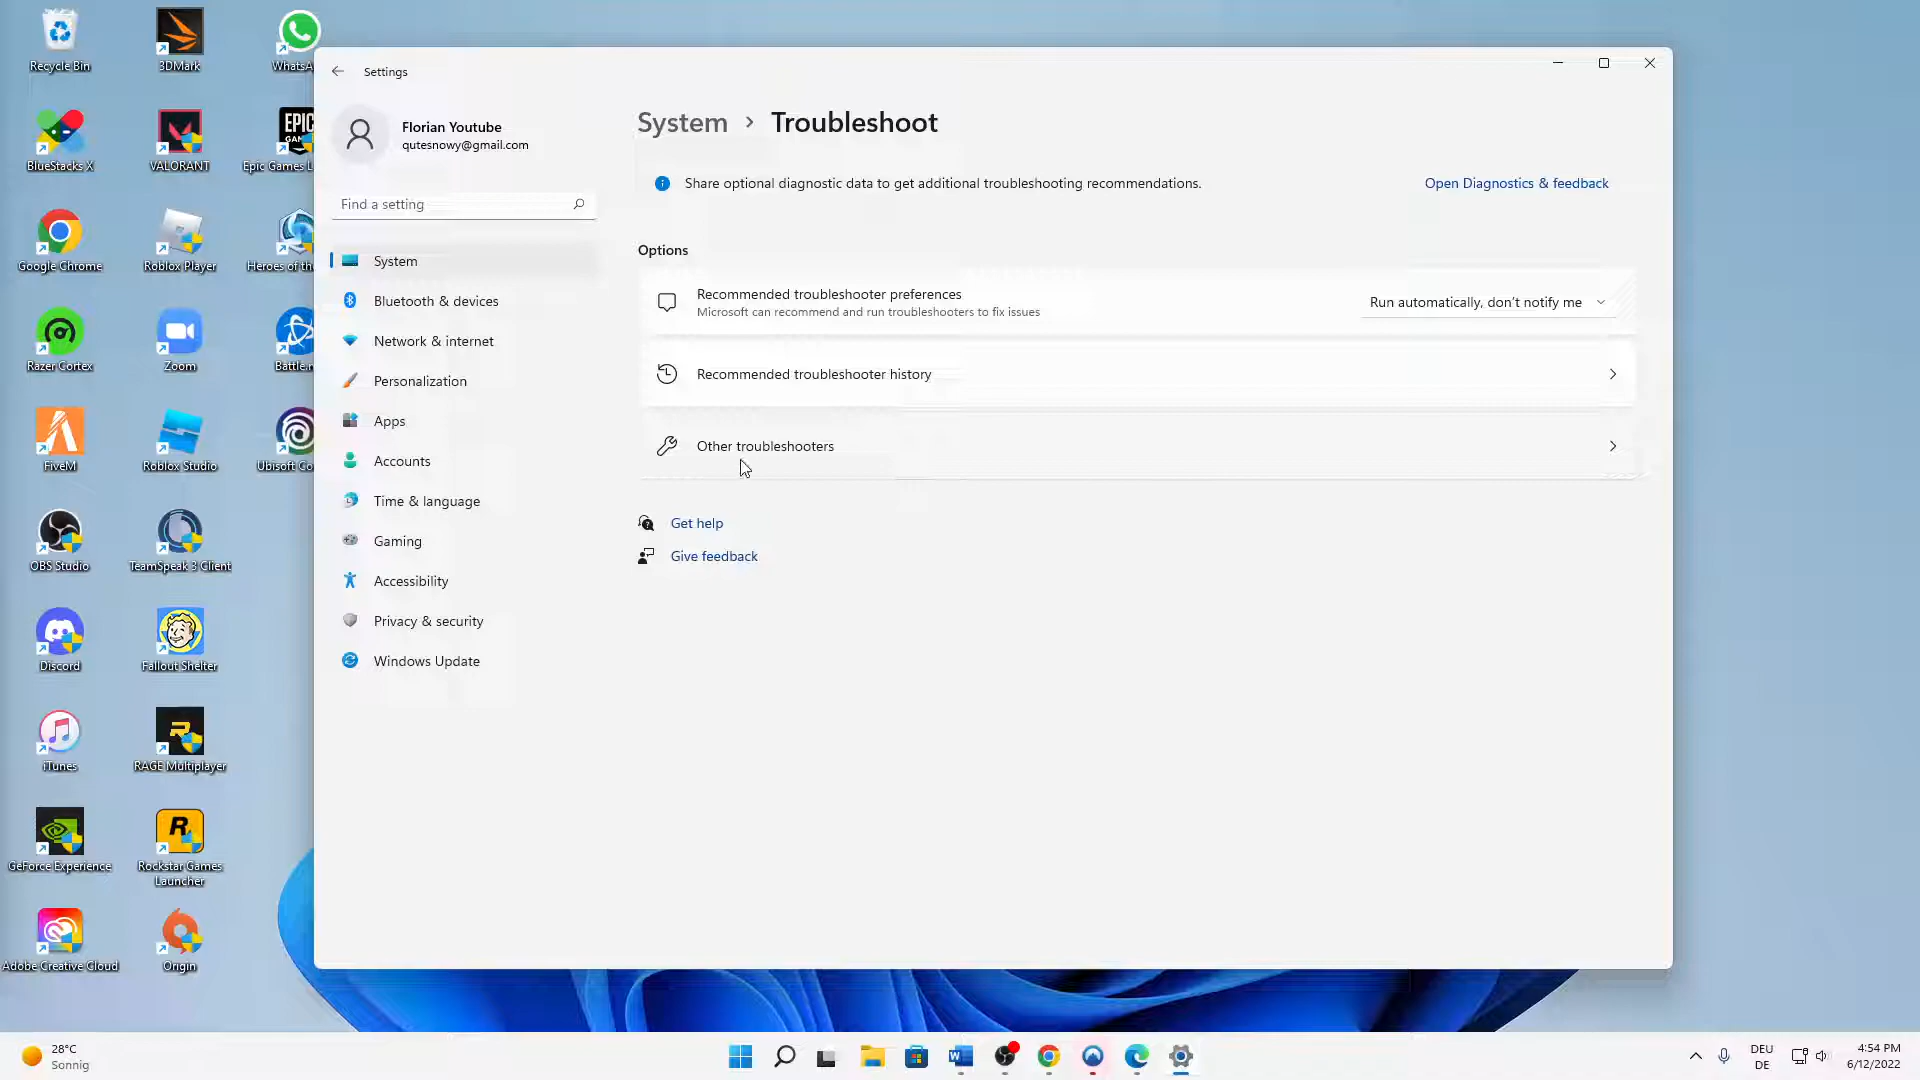 Recycle Bin
3DMark
WhatsA
BlueStacks X
VALORANT
EPIC
GAM
Epic Games L
Google Chrome
Roblox Player
Heroes of th
Razer Cortex
Zoom
Battle.n
FiveM
Roblox Studio
Ubisoft Co
OBS Studio
TeamSpeak 3 Client
Discord
Fallout Shelter
iTunes
RAGE Multiplayer
GeForce Experience
Rockstar Games
Launcher
Adobe Creative Cloud
Origin
Settings
Florian Youtube
qutesnowy@gmail.com
Find a setting
System
Bluetooth & devices
Network & internet
Personalization
Apps
Accounts
Time & language
Gaming
Accessibility
Privacy & security
Windows Update
System > Troubleshoot
Share optional diagnostic data to get additional troubleshooting recommendations.
Open Diagnostics & feedback
Options
Recommended troubleshooter preferences
Microsoft can recommend and run troubleshooters to fix issues
Run automatically, don't notify me
Recommended troubleshooter history
Other troubleshooters
Get help
Give feedback
28°C
Sonnig
DEU
DE
4:54 PM
6/12/2022